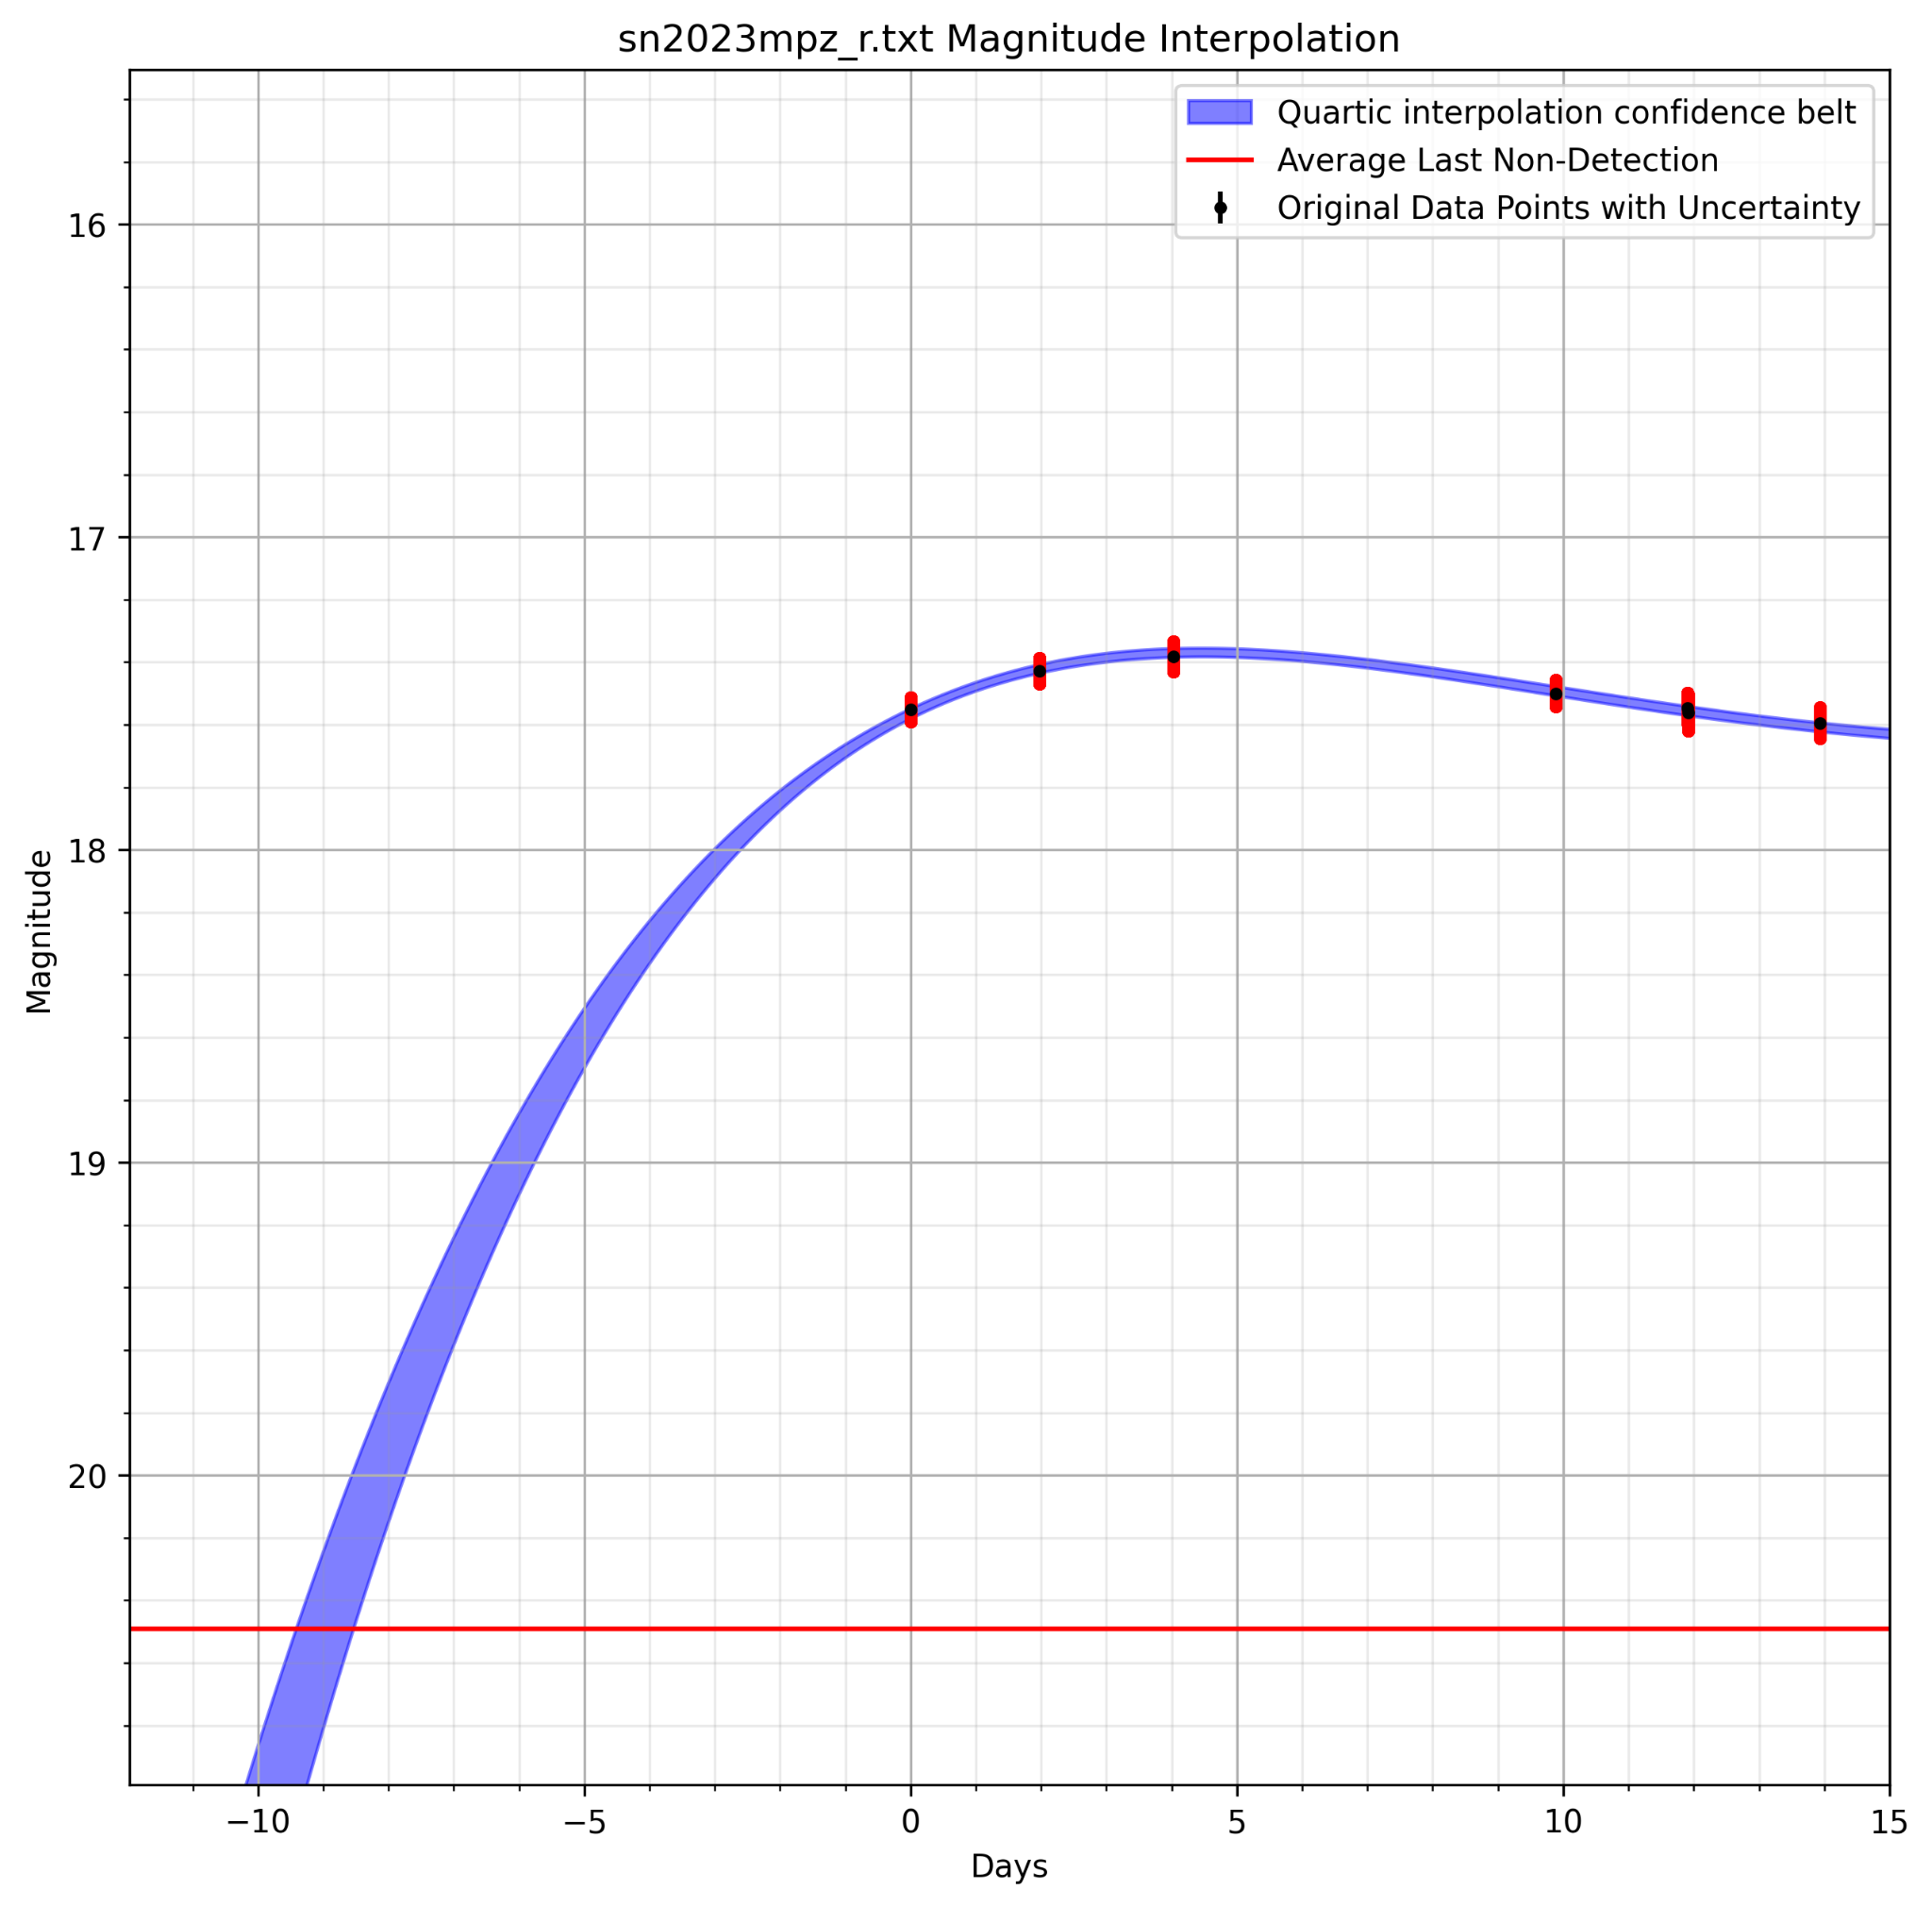 sn2023mpz_r.txt Magnitude Interpolation
Quartic interpolation confidence belt
Average Last Non-Detection
Original Data Points with Uncertainty
16
17
18
19
20
Magnitude
−10
−5
0
5
10
15
Days